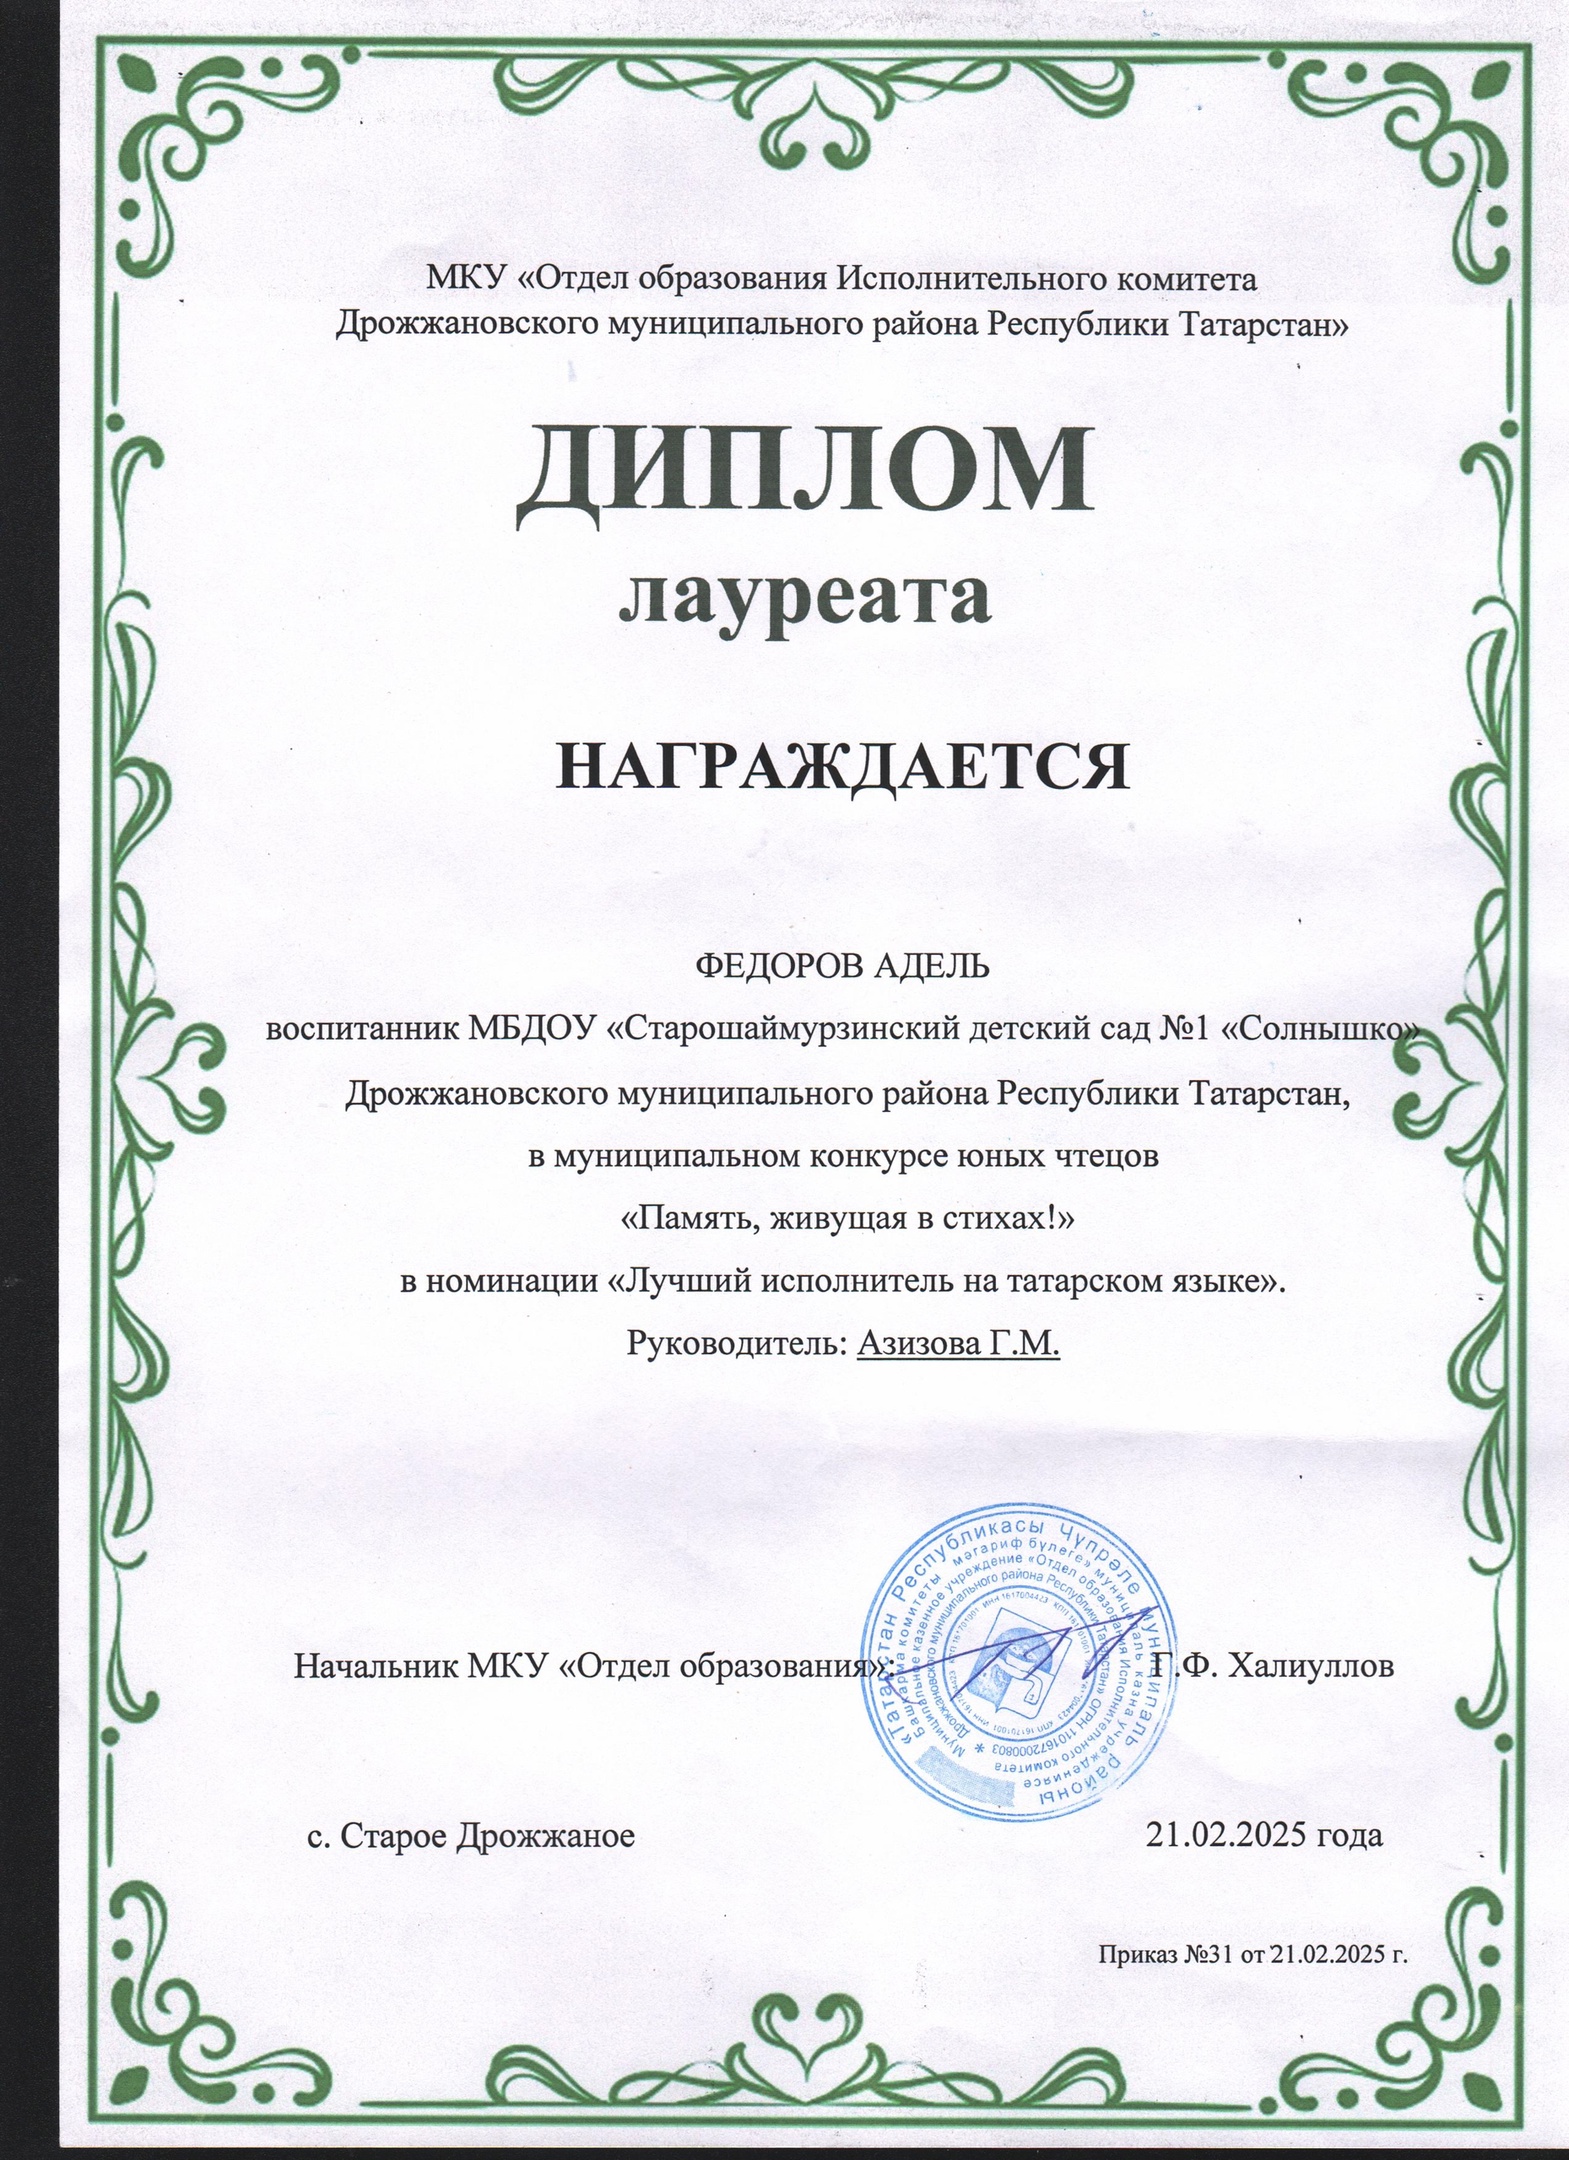 МКУ «Отдел образования Исполнительного комитета
Дрожжановского муниципального района Республики Татарстан»
ДИПЛОМ
лауреата
НАГРАЖДАЕТСЯ
ФЕДОРОВ АДЕЛЬ
воспитанник МБДОУ «Старошаймурзинский детский сад №1 «Солнышко»
Дрожжановского муниципального района Республики Татарстан,
в муниципальном конкурсе юных чтецов
«Память, живущая в стихах!»
в номинации «Лучший исполнитель на татарском языке».
Руководитель: Азизова Г.М.
«Татарстан Республикасы Чүпрәле муниципаль районы
Башкарма комитеты мәгариф бүлеге» муниципаль казна учреждениясе
Муниципальное казенное учреждение «Отдел образования Исполнительного комитета
Дрожжановского муниципального района Республики Татарстан» ОГРН 1101672000803 *
Начальник МКУ «Отдел образования»: Г.Ф. Халиуллов
с. Старое Дрожжаное 21.02.2025 года
Приказ №31 от 21.02.2025 г.